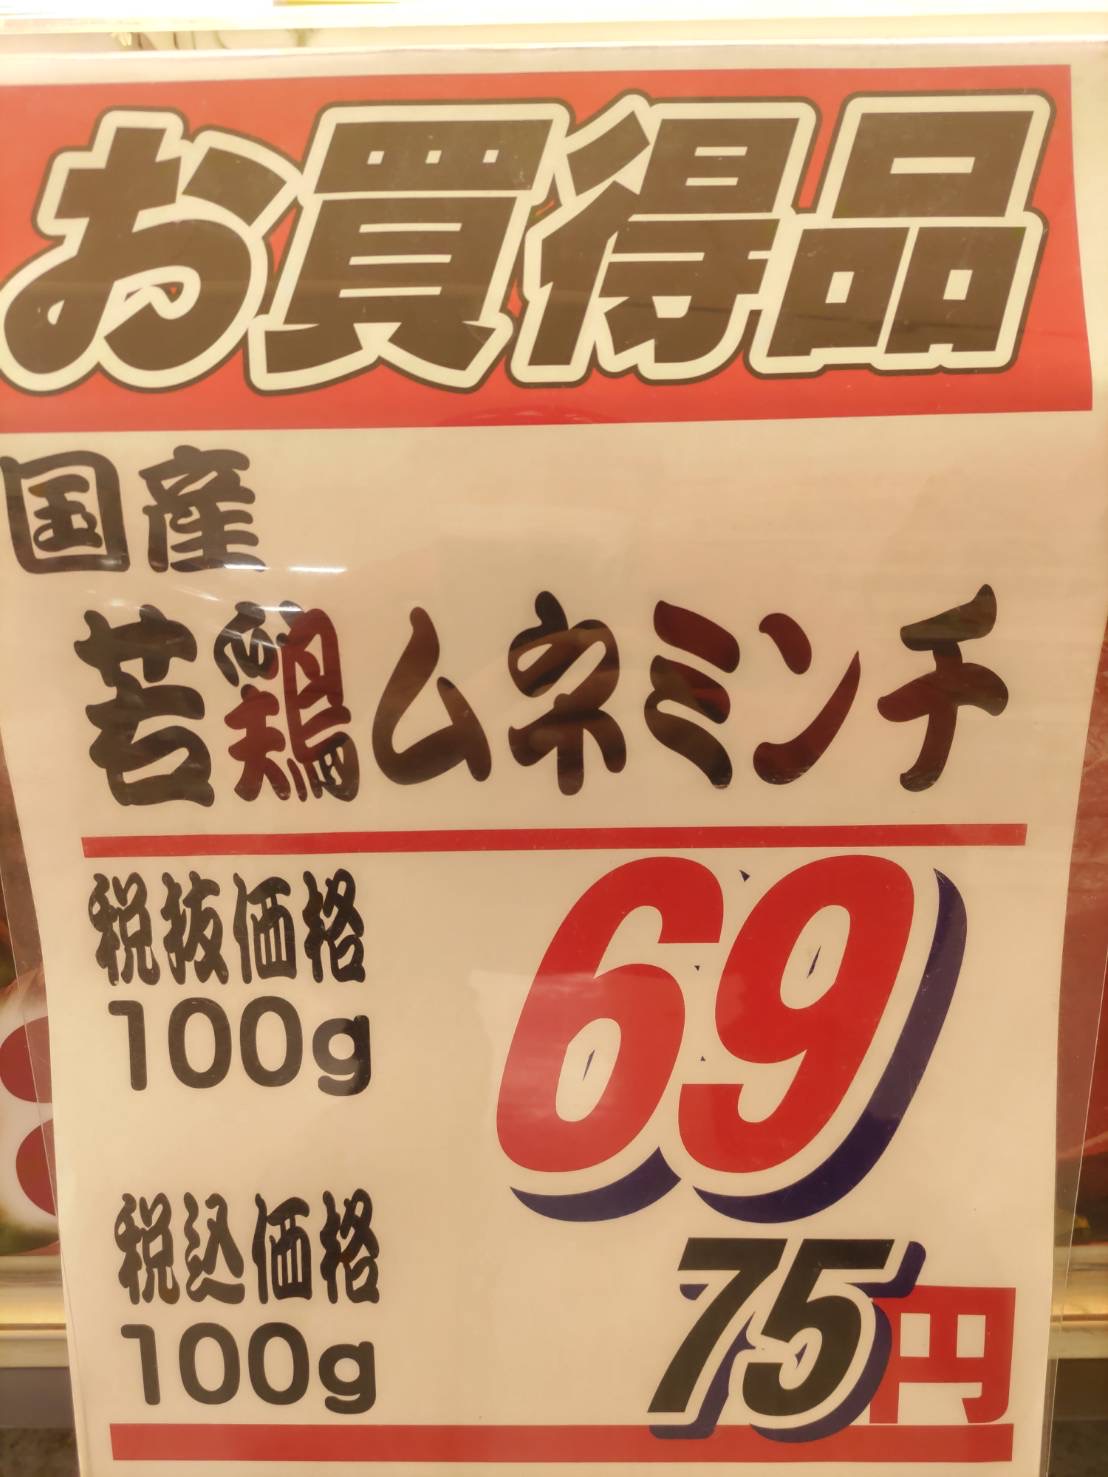 お買得品
国産
若鶏ムネミンチ
税抜価格
100g
69
税込価格
100g
75円